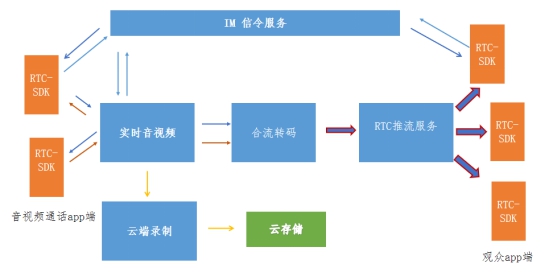 IM 信令服务
RTC-
SDK
RTC-
SDK
RTC-
SDK
实时音视频
合流转码
RTC推流服务
RTC-
SDK
音视频通话app端
云端录制
云存储
RTC-
SDK
观众app端